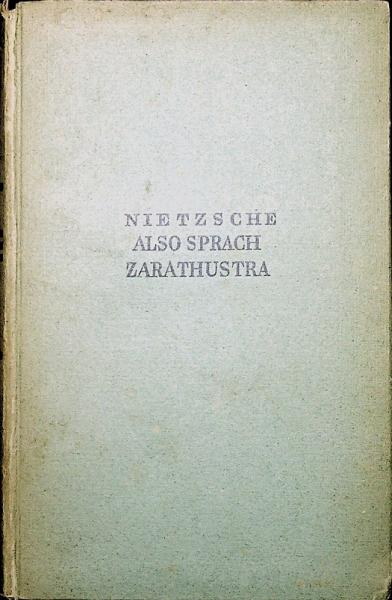 NIETZSCHE
ALSO SPRACH
ZARATHUSTRA